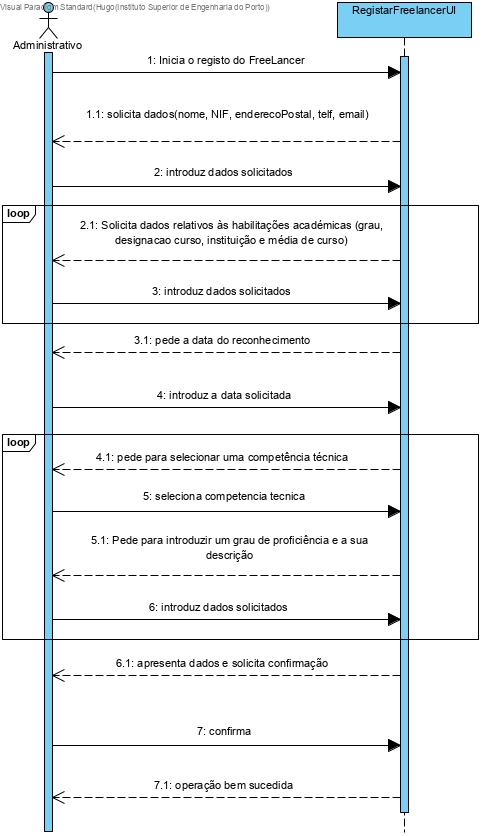 Visual Paradigm Standard(Hugo(Instituto Superior de Engenharia do Porto))
Administrativo
RegistarFreelancerUI
1: Inicia o registo do FreeLancer
1.1: solicita dados(nome, NIF, enderecoPostal, telf, email)
2: introduz dados solicitados
loop
2.1: Solicita dados relativos às habilitações académicas (grau,
designacao curso, instituição e média de curso)
3: introduz dados solicitados
3.1: pede a data do reconhecimento
4: introduz a data solicitada
loop
4.1: pede para selecionar uma competência técnica
5: seleciona competencia tecnica
5.1: Pede para introduzir um grau de proficiência e a sua
descrição
6: introduz dados solicitados
6.1: apresenta dados e solicita confirmação
7: confirma
7.1: operação bem sucedida